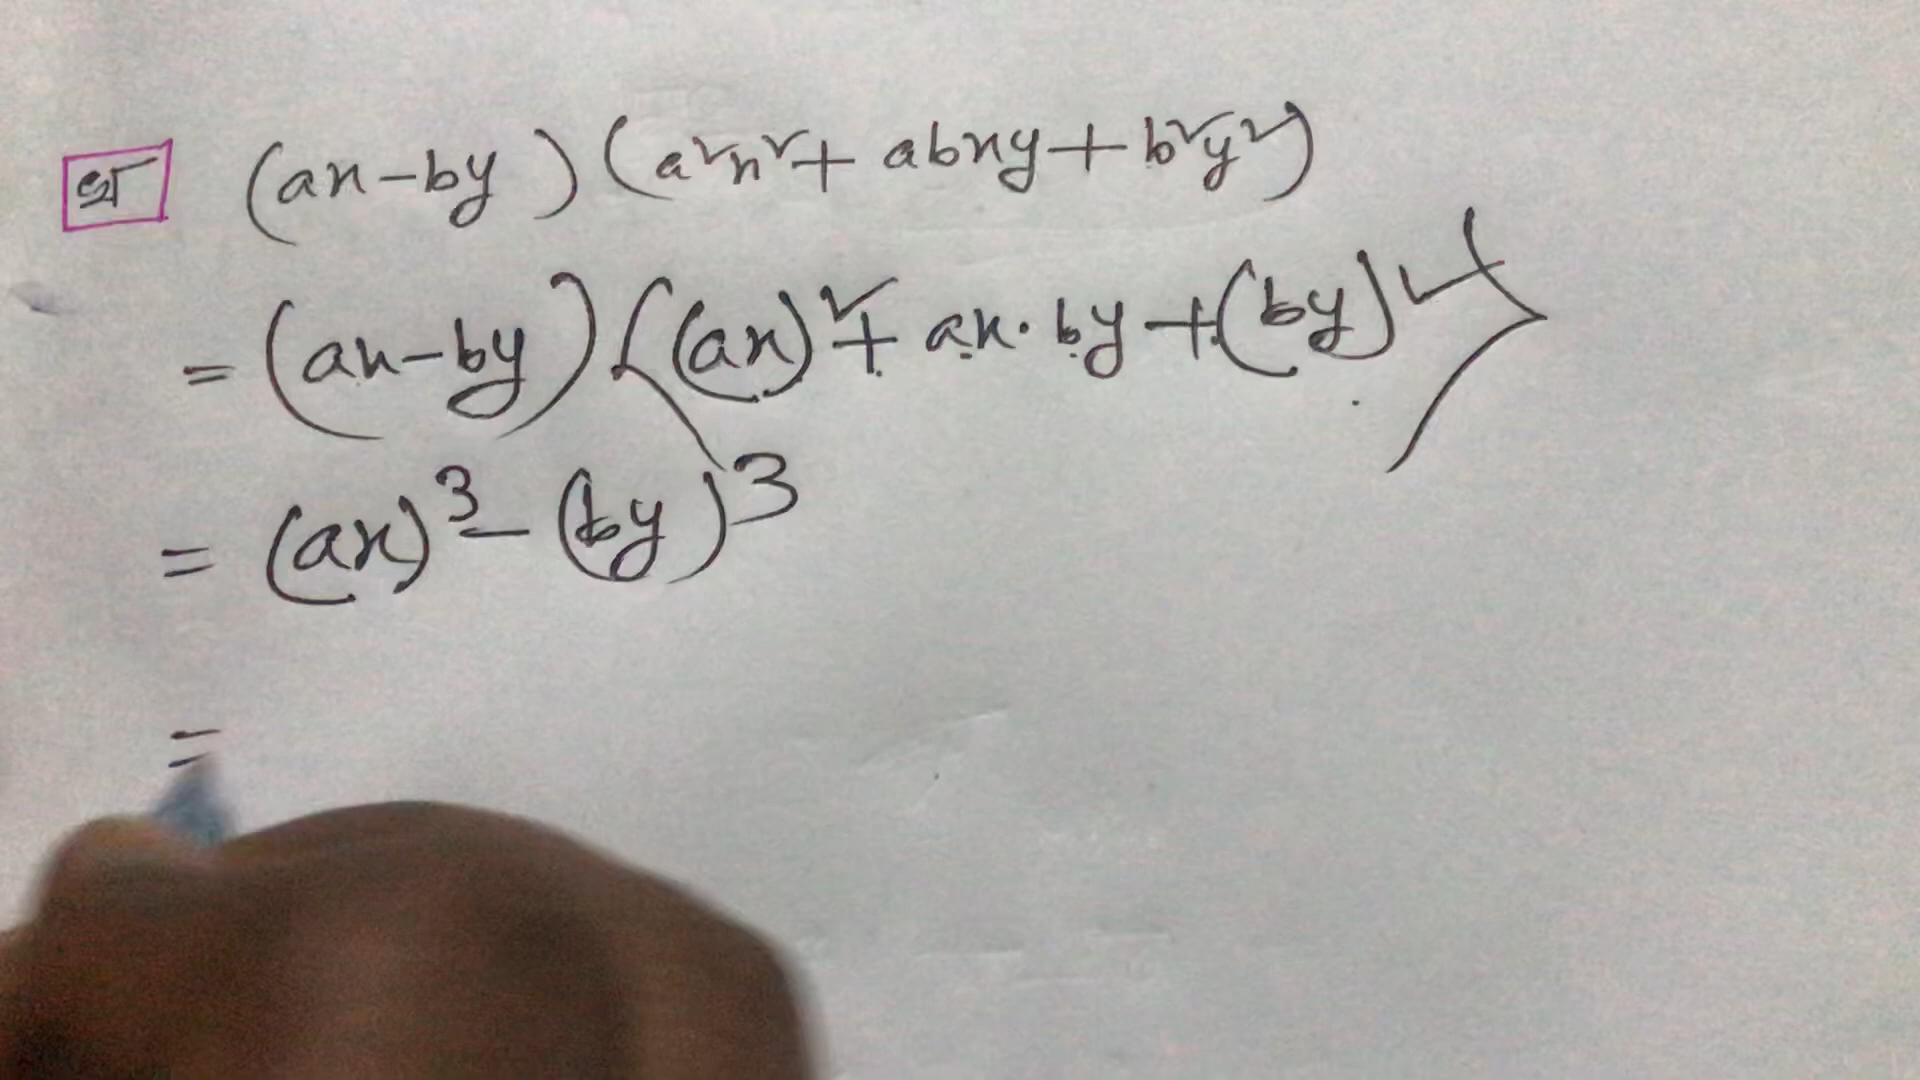 খ (ax-by) (a²x²+ abxy+b²y²)
= (ax-by) {(ax)²+ ax·by+(by)²}
= (ax)³- (by)³
=